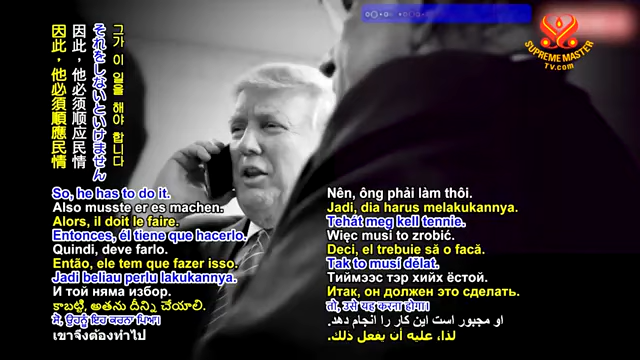 그가 이 일을 해야 합니다
それをしないといけません
因此，他必须顺应民情
因此，他必須順應民情
SUPREME MASTER
TV.com
So, he has to do it.
Also musste er es machen.
Alors, il doit le faire.
Entonces, él tiene que hacerlo.
Quindi, deve farlo.
Então, ele tem que fazer isso.
Jadi beliau perlu lakukannya.
И той няма избор.
కాబట్టి, అతను దీన్ని చేయాలి.
ਸੋ, ਉਹਨੂੰ ਇਹ ਕਰਨਾ ਪਿਆ।
เขาจึงต้องทำไป
Nên, ông phải làm thôi.
Jadi, dia harus melakukannya.
Tehát meg kell tennie.
Więc musi to zrobić.
Deci, el trebuie să o facă.
Tak to musí dělat.
Тиймээс тэр хийх ёстой.
Итак, он должен это сделать.
तो, उसे यह करना होगा।
او مجبور است این کار را انجام دهد.
لذا، عليه أن يفعل ذلك.